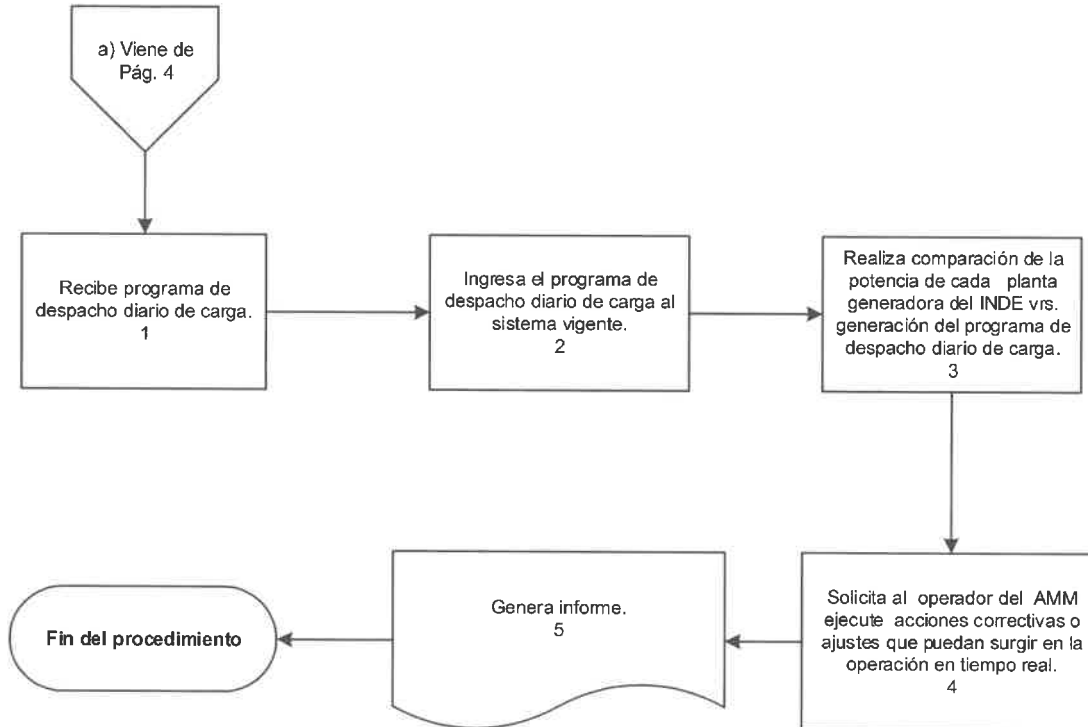 a) Viene de
Pág. 4
Recibe programa de
despacho diario de carga.
1
Ingresa el programa de
despacho diario de carga al
sistema vigente.
2
Realiza comparación de la
potencia de cada planta
generadora del INDE vrs.
generación del programa de
despacho diario de carga.
3
Solicita al operador del AMM
ejecute acciones correctivas o
ajustes que puedan surgir en la
operación en tiempo real.
4
Genera informe.
5
Fin del procedimiento